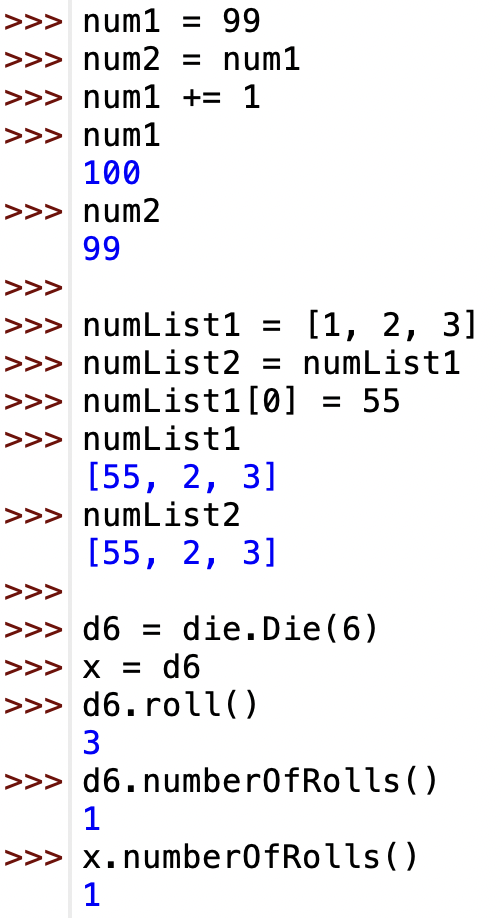 >>> num1 = 99
>>> num2 = num1
>>> num1 += 1
>>> num1
100
>>> num2
99
>>>
>>> numList1 = [1, 2, 3]
>>> numList2 = numList1
>>> numList1[0] = 55
>>> numList1
[55, 2, 3]
>>> numList2
[55, 2, 3]
>>>
>>> d6 = die.Die(6)
>>> x = d6
>>> d6.roll()
3
>>> d6.numberOfRolls()
1
>>> x.numberOfRolls()
1